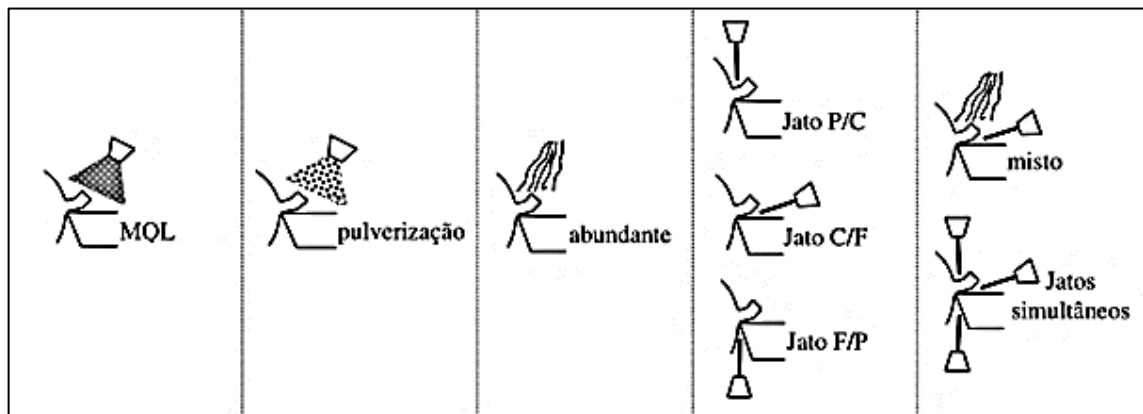 MQL
pulverização
abundante
Jato P/C
Jato C/F
Jato F/P
misto
Jatos
simultâneos